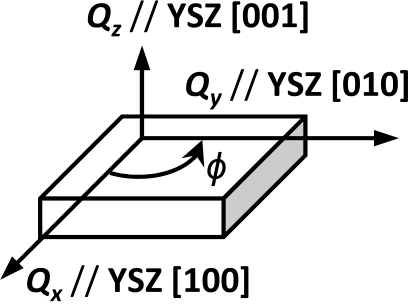 Qz // YSZ [001]
Qy // YSZ [010]
ϕ
Qx // YSZ [100]